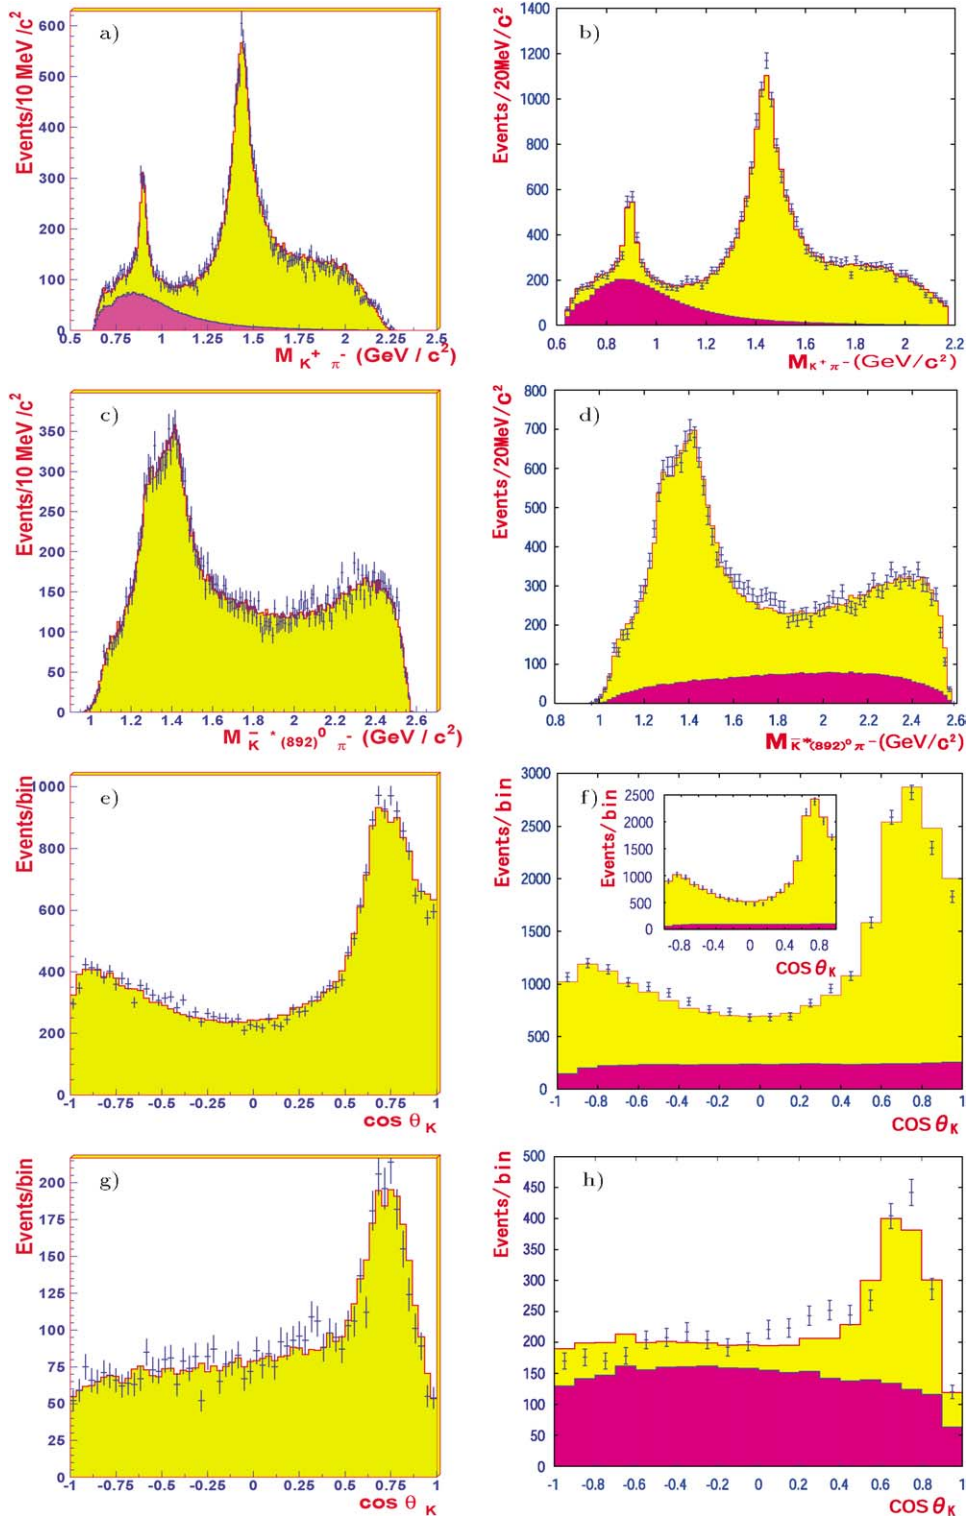 a)
Events/10 MeV/c²
600
500
400
300
200
100
0
0.5 0.75 1 1.25 1.5 1.75 2 2.25 2.5
M K⁺ π⁻ (GeV / c²)
b)
Events/20MeV/c²
1400
1200
1000
800
600
400
200
0
0.6 0.8 1 1.2 1.4 1.6 1.8 2 2.2
M K⁺π⁻ (GeV/c²)
c)
Events/10 MeV/c²
350
300
250
200
150
100
50
0
1 1.2 1.4 1.6 1.8 2 2.2 2.4 2.6
M K̄*(892)⁰ π⁻ (GeV / c²)
d)
Events/20MeV/c²
800
700
600
500
400
300
200
100
0
0.8 1 1.2 1.4 1.6 1.8 2 2.2 2.4 2.6
M K̄*(892)⁰π⁻ (GeV/c²)
e)
Events/bin
1000
800
600
400
200
0
-1 -0.75 -0.5 -0.25 0 0.25 0.5 0.75 1
cos θ K
f)
Events/bin
3000
2500
2000
1500
1000
500
0
-1 -0.8 -0.6 -0.4 -0.2 0 0.2 0.4 0.6 0.8 1
COS θK
Events/bin
2500
2000
1500
1000
500
0
-0.8 -0.4 0 0.4 0.8
COS θK
g)
Events/bin
200
175
150
125
100
75
50
25
0
-1 -0.75 -0.5 -0.25 0 0.25 0.5 0.75 1
cos θ K
h)
Events/bin
500
450
400
350
300
250
200
150
100
50
0
-1 -0.8 -0.6 -0.4 -0.2 0 0.2 0.4 0.6 0.8 1
COS θK